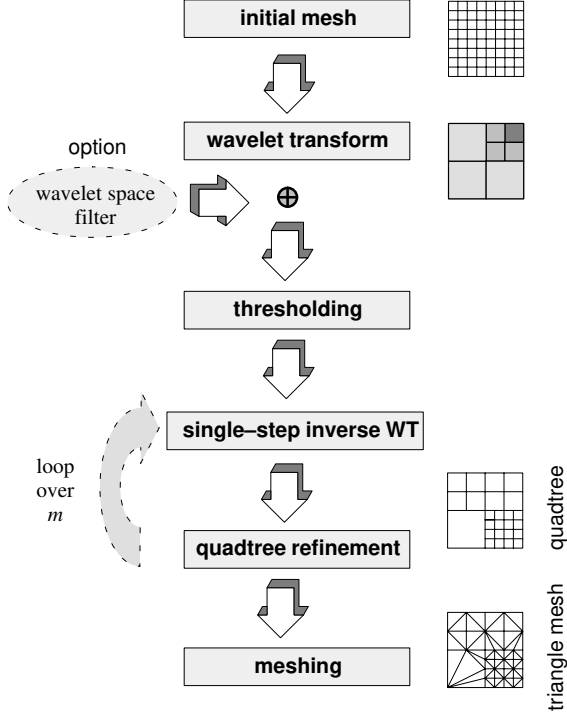 initial mesh
wavelet transform
option
wavelet space
filter
thresholding
single–step inverse WT
loop
over
m
quadtree
quadtree refinement
triangle mesh
meshing